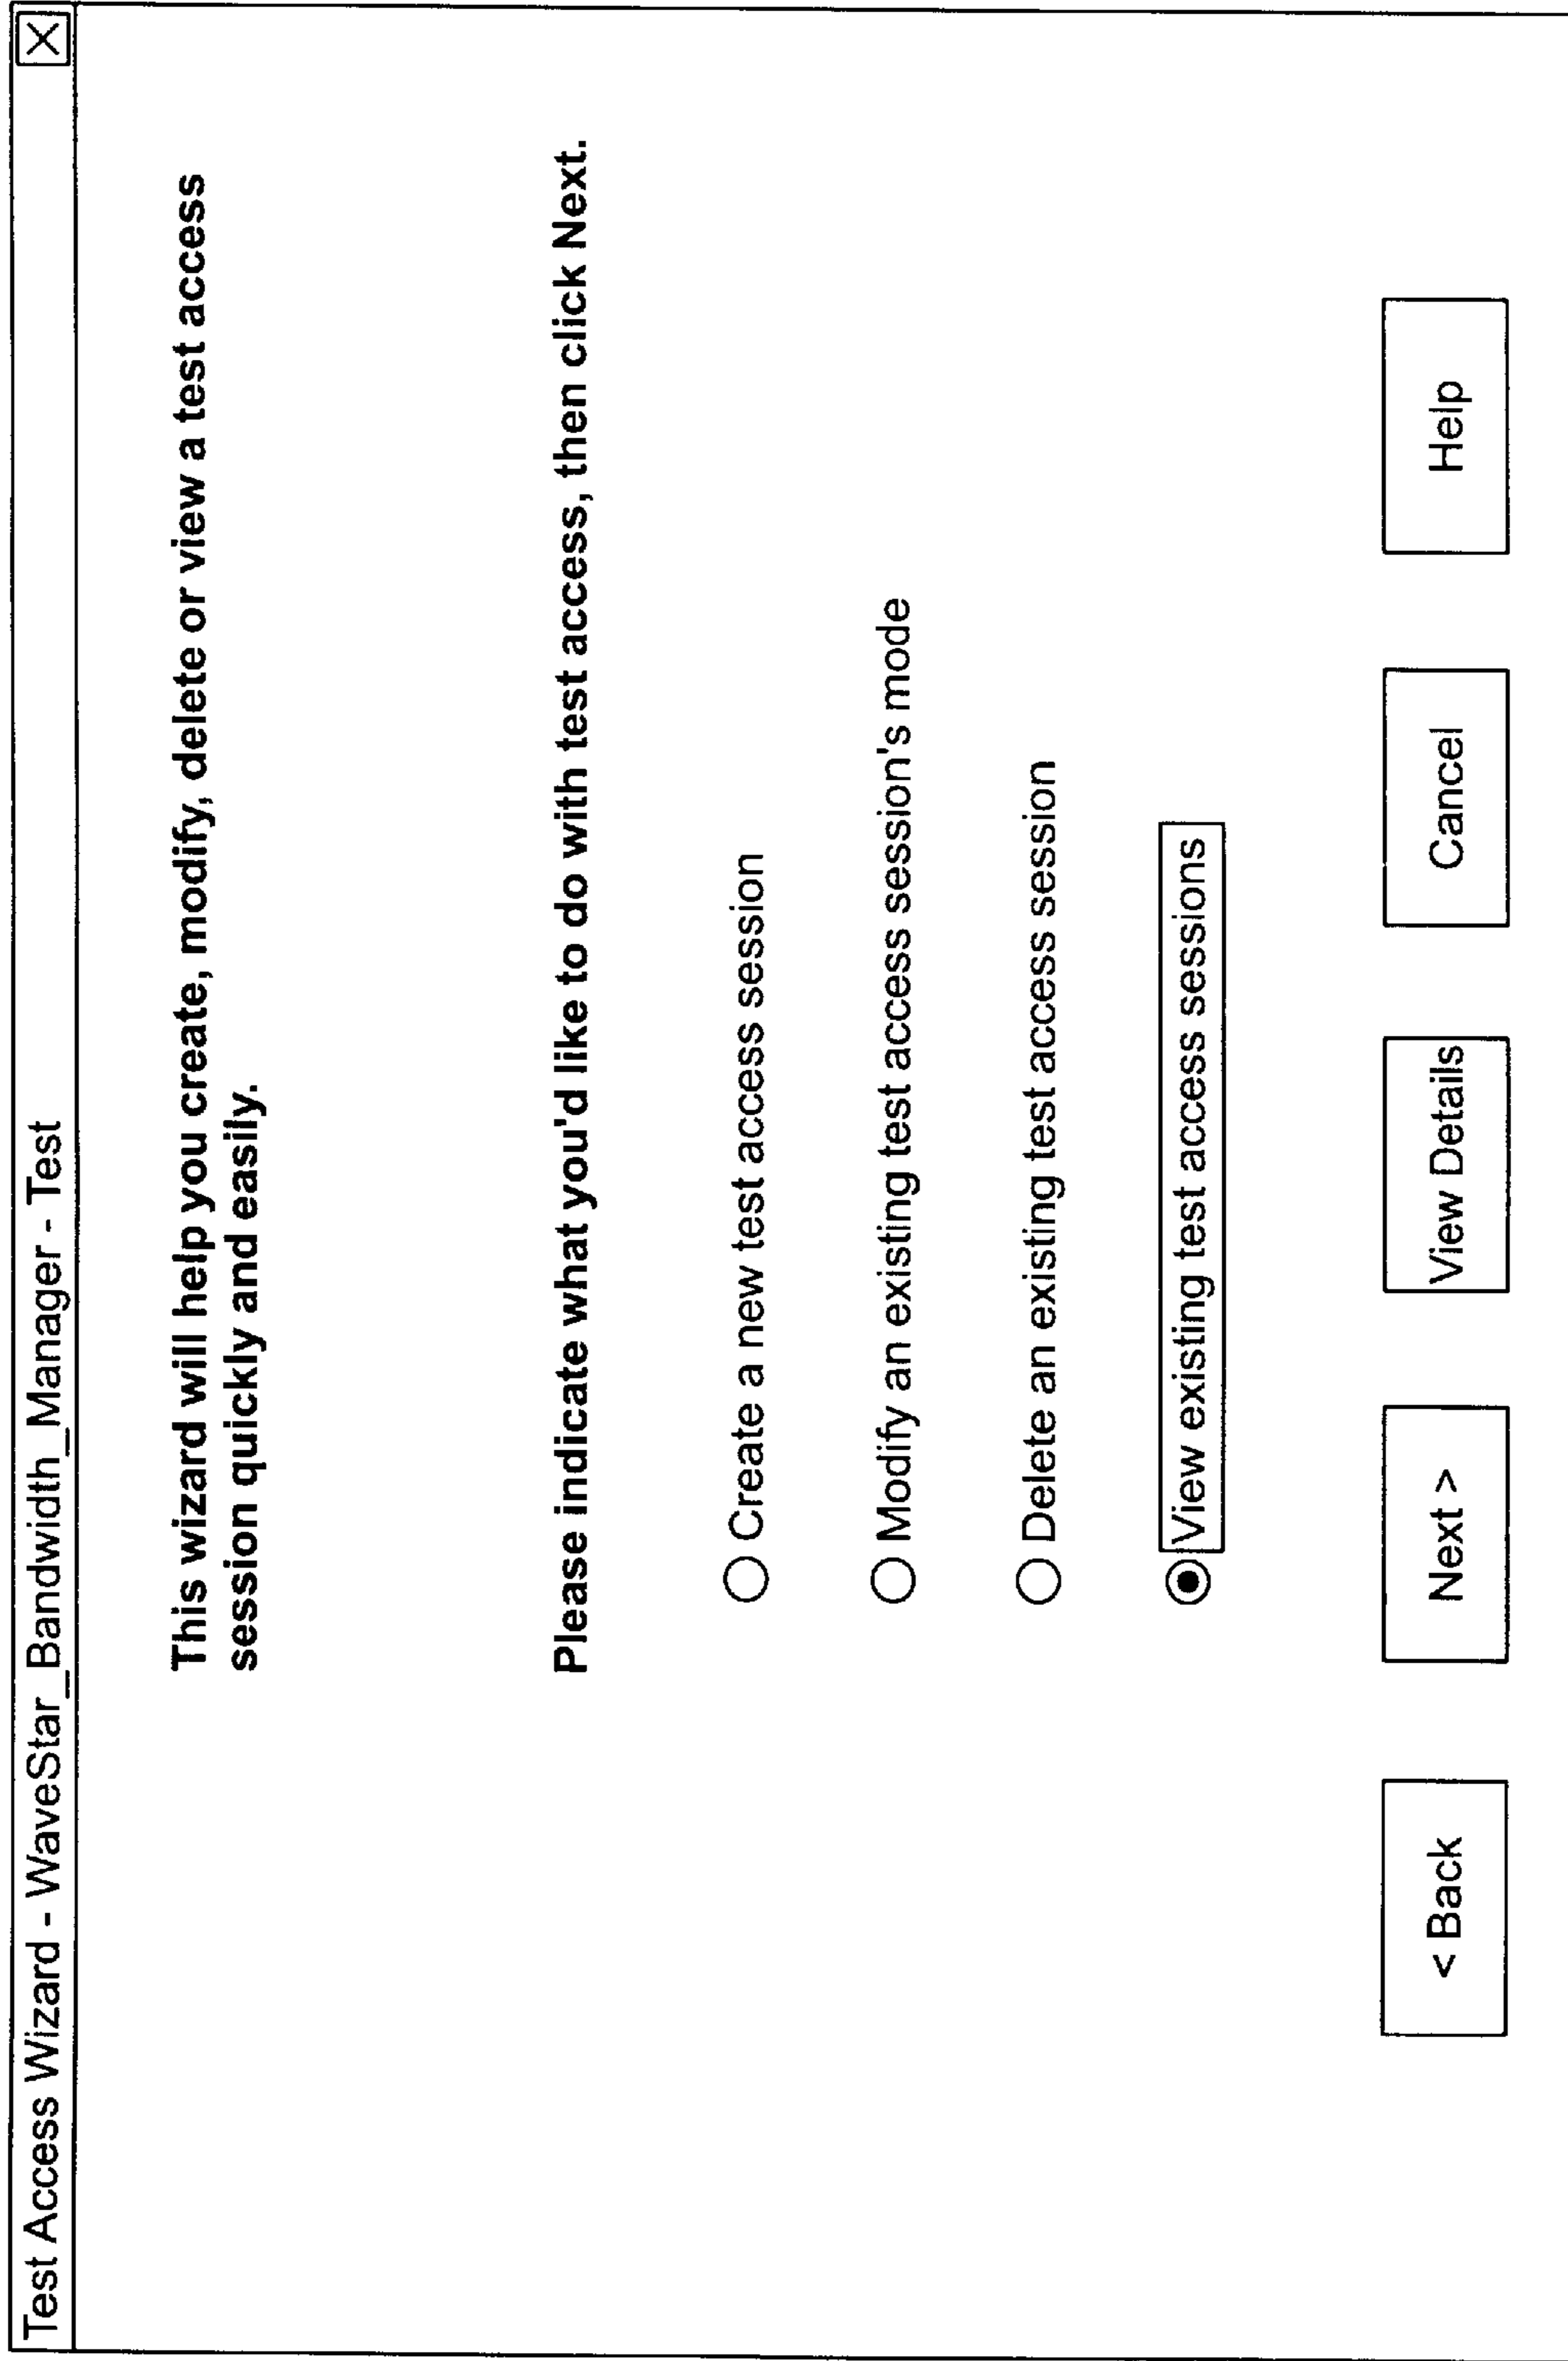 Test Access Wizard - WaveStar_Bandwidth_Manager - Test
This wizard will help you create, modify, delete or view a test access
session quickly and easily.
Please indicate what you'd like to do with test access, then click Next.
Create a new test access session
Modify an existing test access session's mode
Delete an existing test access session
View existing test access sessions
< Back
Next >
View Details
Cancel
Help